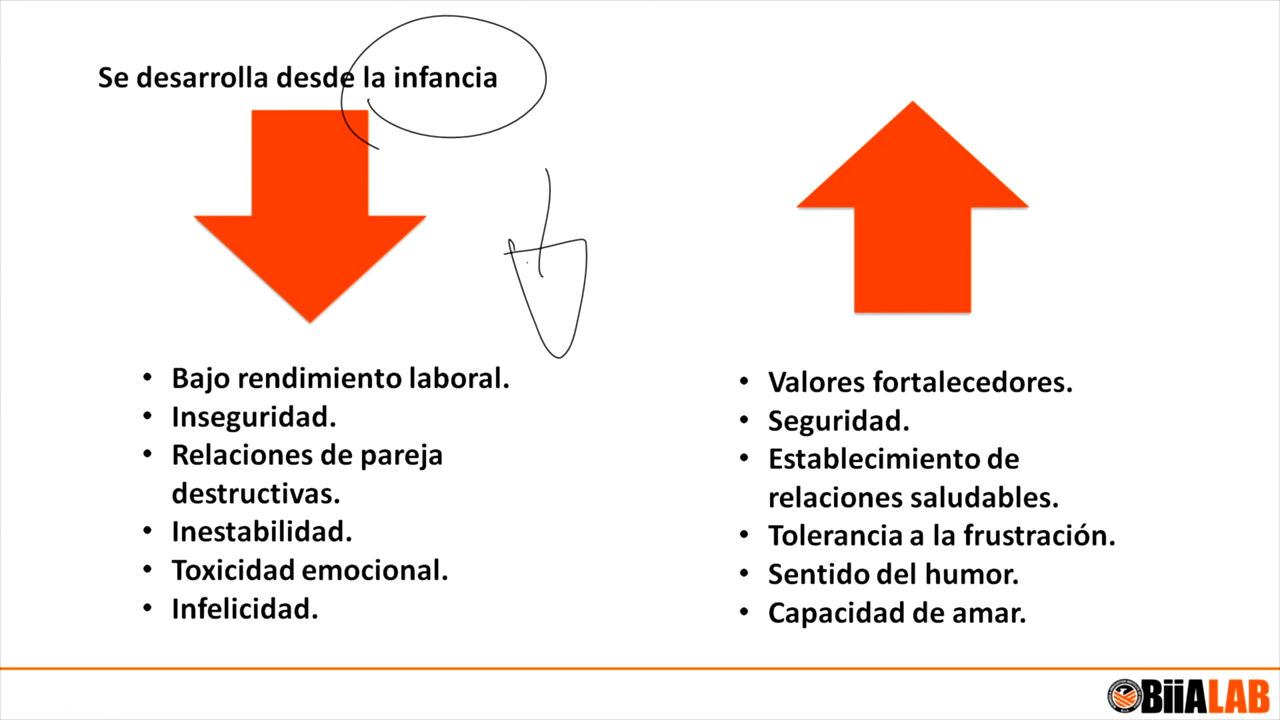 Se desarrolla desde la infancia
• Bajo rendimiento laboral.
• Inseguridad.
• Relaciones de pareja
destructivas.
• Inestabilidad.
• Toxicidad emocional.
• Infelicidad.
• Valores fortalecedores.
• Seguridad.
• Establecimiento de
relaciones saludables.
• Tolerancia a la frustración.
• Sentido del humor.
• Capacidad de amar.
BiiALAB